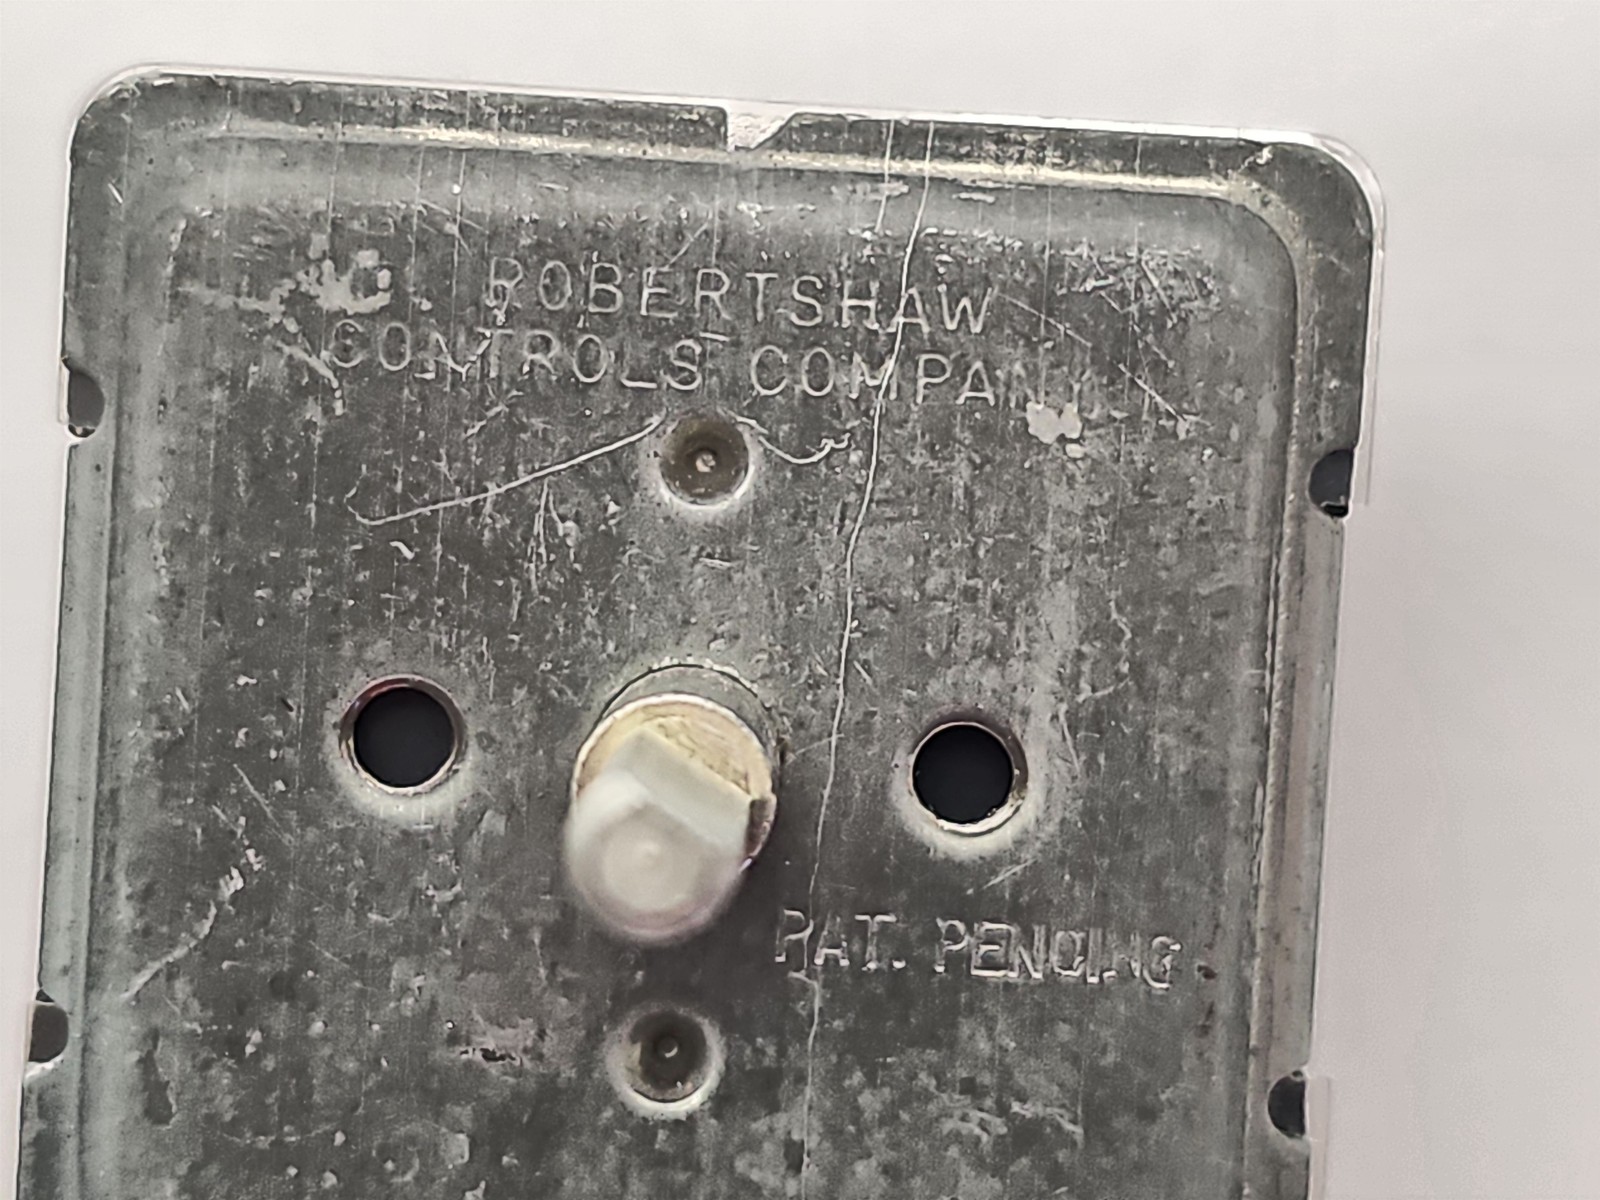 ROBERTSHAW
CONTROLS COMPANY
PAT. PENDING